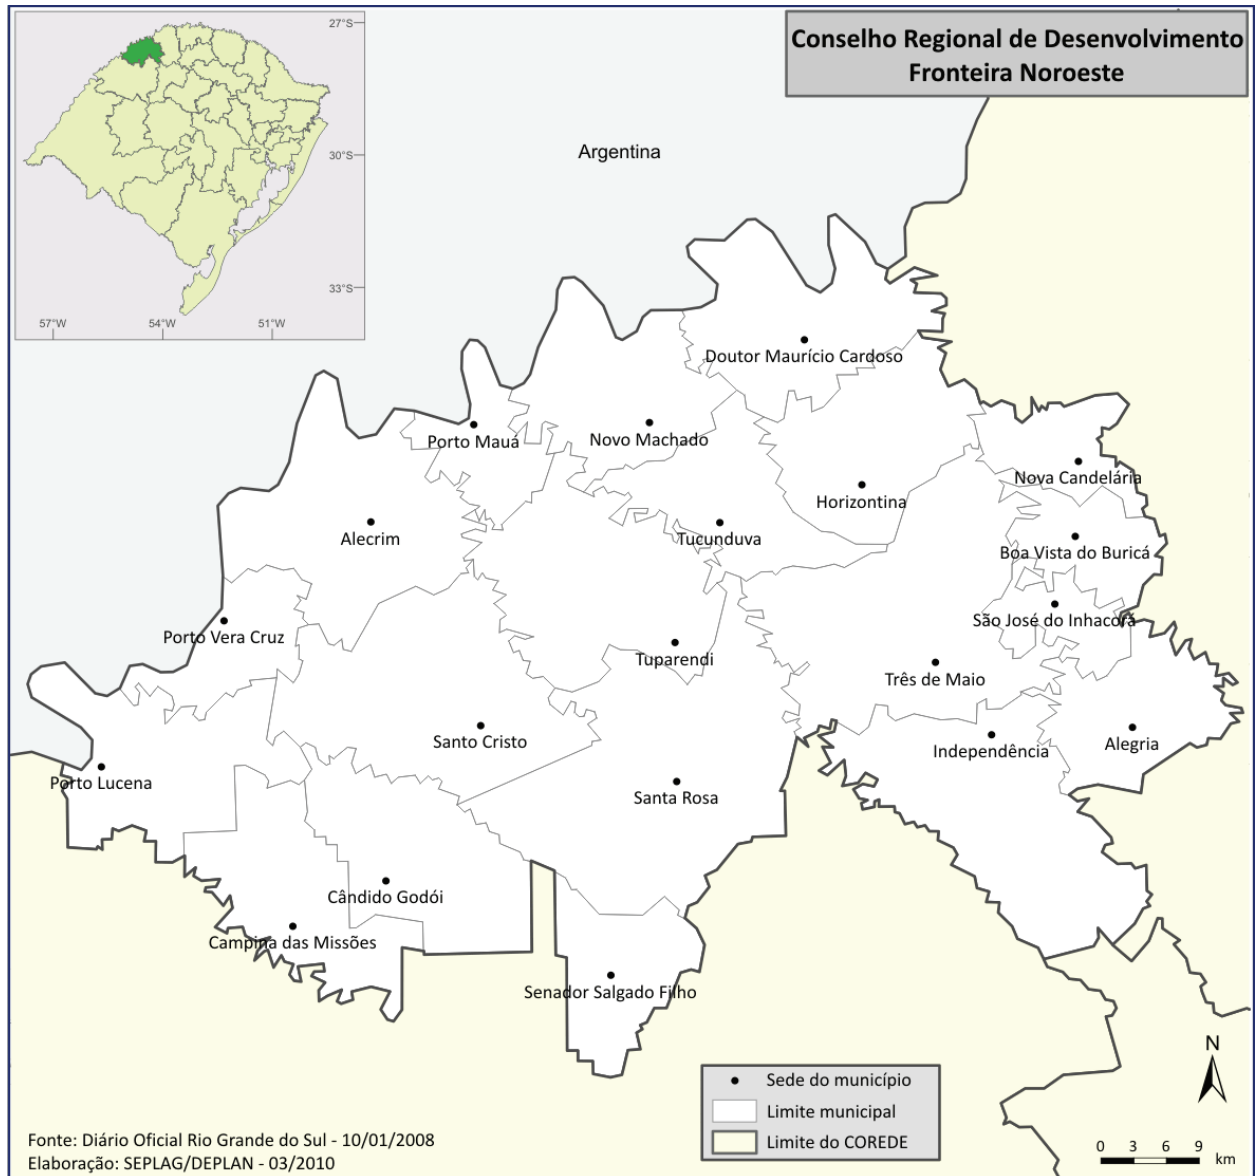 Conselho Regional de Desenvolvimento
Fronteira Noroeste
27°S
30°S
33°S
57°W
54°W
51°W
Argentina
Doutor Maurício Cardoso
Porto Mauá
Novo Machado
Nova Candelária
Horizontina
Alecrim
Tucunduva
Boa Vista do Buricá
São José do Inhacorá
Porto Vera Cruz
Tuparendi
Três de Maio
Santo Cristo
Independência
Alegria
Porto Lucena
Santa Rosa
Cândido Godói
Campina das Missões
Senador Salgado Filho
N
Sede do município
Limite municipal
Limite do COREDE
Fonte: Diário Oficial Rio Grande do Sul - 10/01/2008
Elaboração: SEPLAG/DEPLAN - 03/2010
0 3 6 9
km